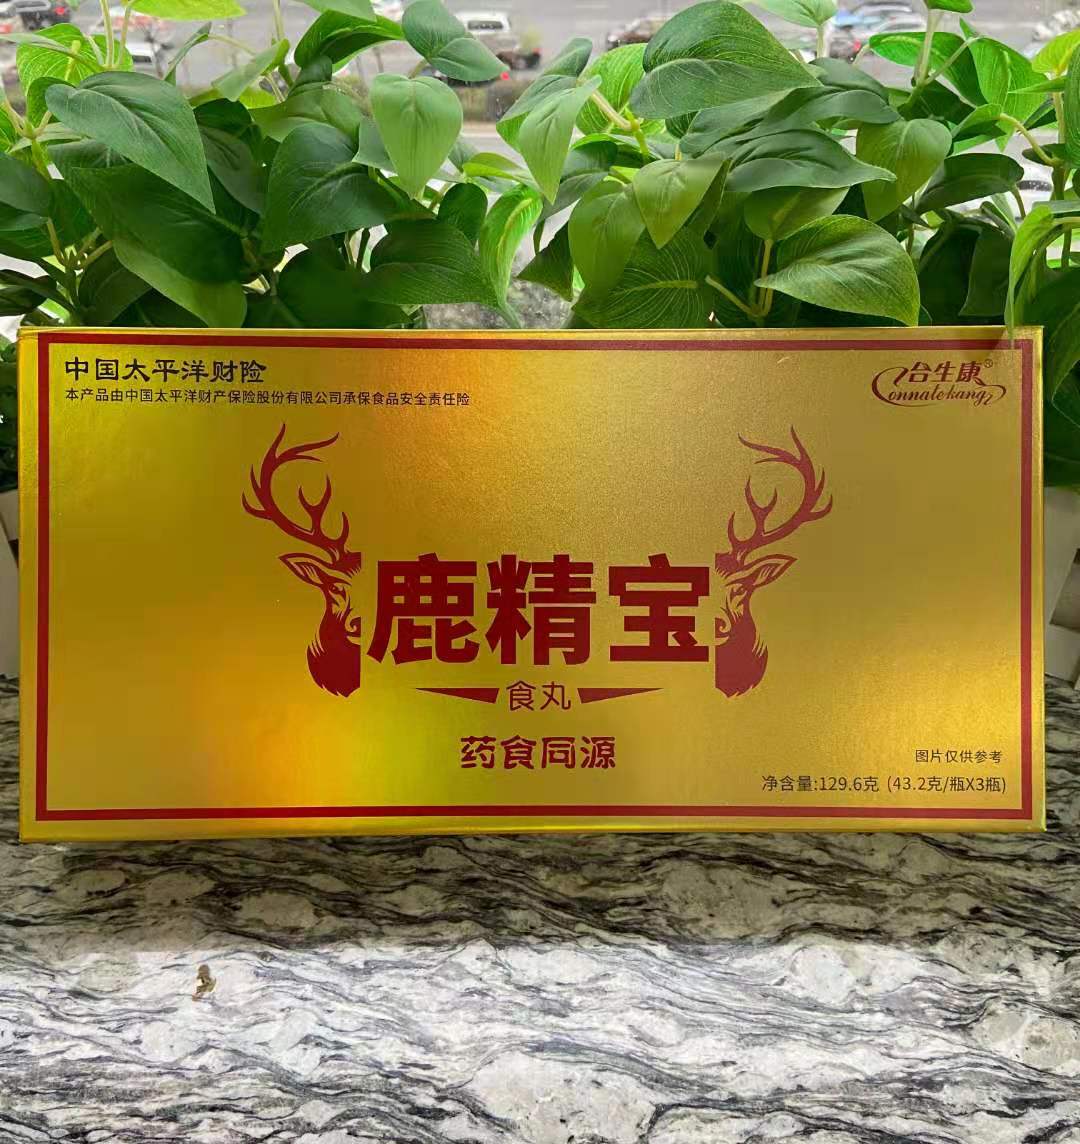 中国太平洋财险
本产品由中国太平洋财产保险股份有限公司承保食品安全责任险
台生康®
Connatekang
鹿精宝
食丸
药食同源
图片仅供参考
净含量:129.6克 (43.2克/瓶X3瓶)